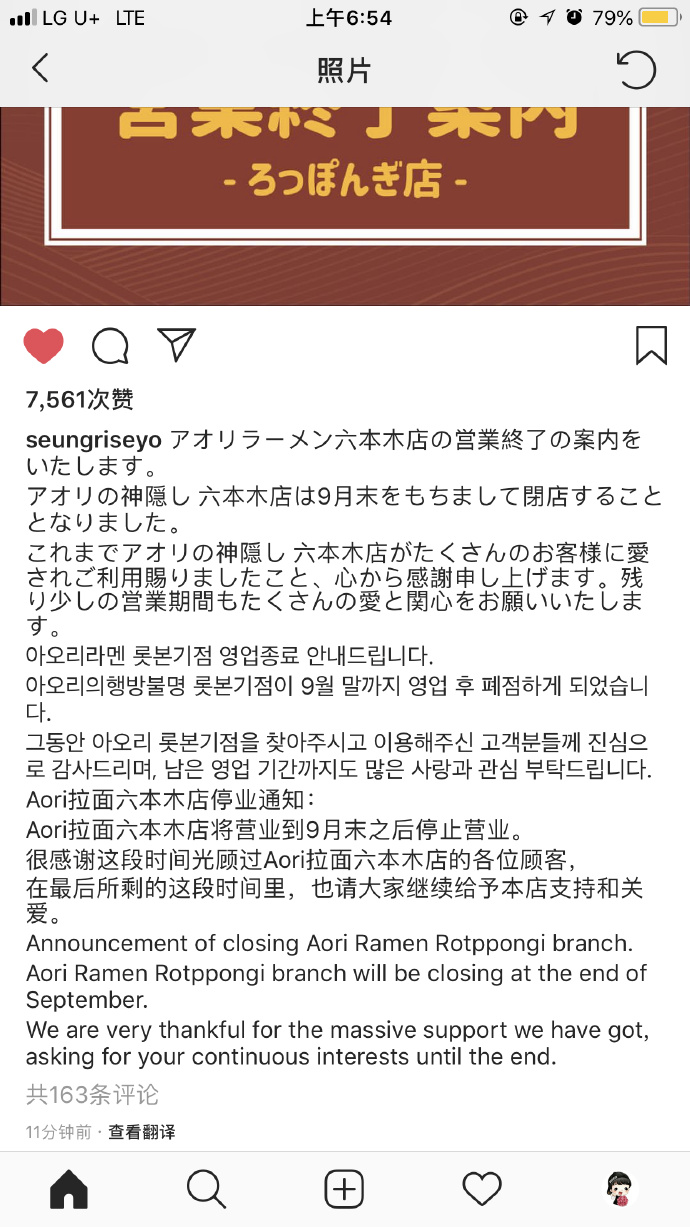 LG U+ LTE 上午6:54 79%
照片
営業終了案内
- ろっぽんぎ店 -
7,561次赞
seungriseyo アオリラーメン六本木店の営業終了の案内を
いたします。
アオリの神隠し 六本木店は9月末をもちまして閉店すること
となりました。
これまでアオリの神隠し 六本木店がたくさんのお客様に愛
されご利用賜りましたこと、心から感謝申し上げます。残
り少しの営業期間もたくさんの愛と関心をお願いいたしま
す。
아오리라멘 롯본기점 영업종료 안내드립니다.
아오리의행방불명 롯본기점이 9월 말까지 영업 후 폐점하게 되었습니
다.
그동안 아오리 롯본기점을 찾아주시고 이용해주신 고객분들께 진심으
로 감사드리며, 남은 영업 기간까지도 많은 사랑과 관심 부탁드립니다.
Aori拉面六本木店停业通知：
Aori拉面六本木店将营业到9月末之后停止营业。
很感谢这段时间光顾过Aori拉面六本木店的各位顾客，
在最后所剩的这段时间里，也请大家继续给予本店支持和关
爱。
Announcement of closing Aori Ramen Rotppongi branch.
Aori Ramen Rotppongi branch will be closing at the end of
September.
We are very thankful for the massive support we have got,
asking for your continuous interests until the end.
共163条评论
11分钟前 · 查看翻译